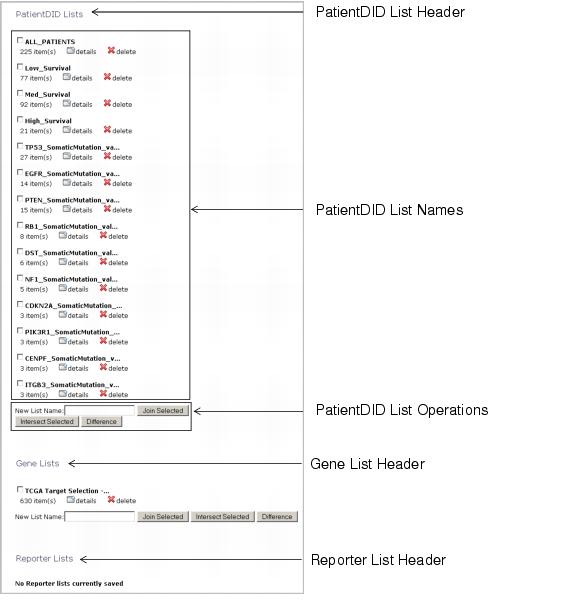 PatientDID Lists
PatientDID List Header
ALL_PATIENTS
225 item(s) details delete
Low_Survival
77 item(s) details delete
Med_Survival
92 item(s) details delete
High_Survival
21 item(s) details delete
TP53_SomaticMutation_va...
27 item(s) details delete
EGFR_SomaticMutation_va...
14 item(s) details delete
PTEN_SomaticMutation_va...
15 item(s) details delete
PatientDID List Names
RB1_SomaticMutation_val...
8 item(s) details delete
DST_SomaticMutation_val...
6 item(s) details delete
NF1_SomaticMutation_val...
5 item(s) details delete
CDKN2A_SomaticMutation_...
3 item(s) details delete
PIK3R1_SomaticMutation_...
3 item(s) details delete
CENPF_SomaticMutation_v...
3 item(s) details delete
ITGB3_SomaticMutation_v...
3 item(s) details delete
New List Name: Join Selected
PatientDID List Operations
Intersect Selected Difference
Gene Lists
Gene List Header
TCGA Target Selection -...
630 item(s) details delete
New List Name: Join Selected Intersect Selected Difference
Reporter Lists
Reporter List Header
No Reporter lists currently saved